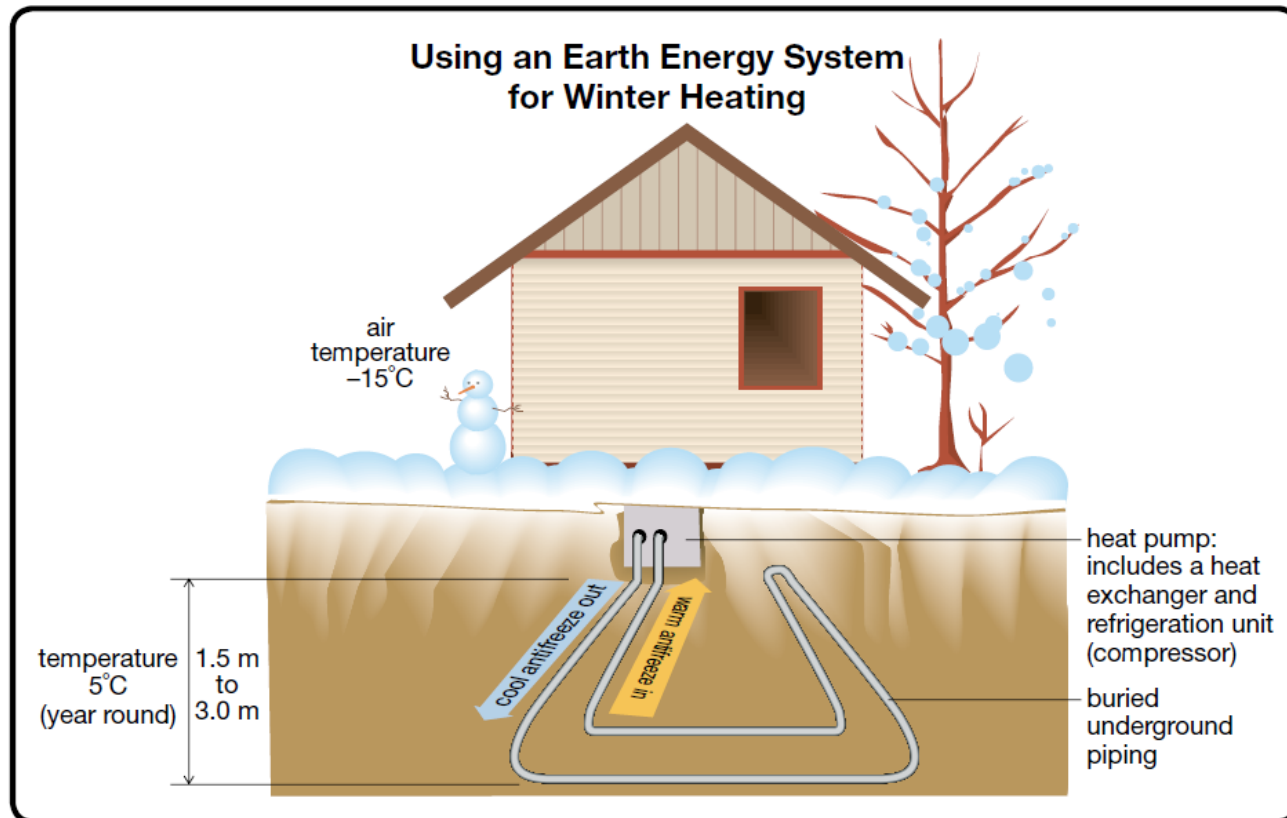 Using an Earth Energy System
for Winter Heating
air
temperature
–15°C
heat pump:
includes a heat
exchanger and
refrigeration unit
(compressor)
cool antifreeze out
warm antifreeze in
temperature
5°C
(year round)
1.5 m
to
3.0 m
buried
underground
piping